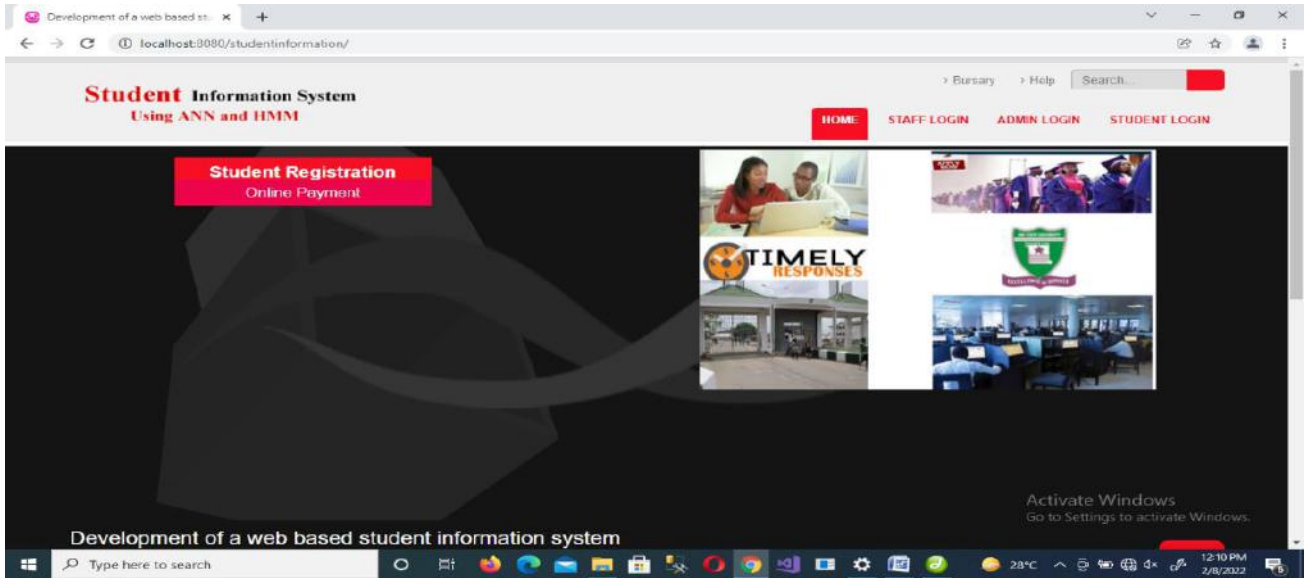 Development of a web based st
localhost:8080/studentinformation/
> Bursary > Help Search...
Student Information System
Using ANN and HMM
HOME STAFF LOGIN ADMIN LOGIN STUDENT LOGIN
Student Registration
Online Payment
APPLY NOW
TIMELY
RESPONSES
Activate Windows
Go to Settings to activate Windows.
Development of a web based student information system
Type here to search
28°C
12:10 PM
2/8/2022